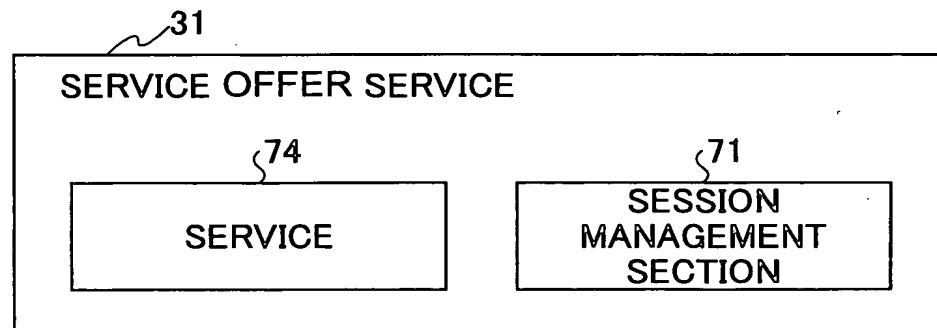 31
SERVICE OFFER SERVICE
74
71
SERVICE
SESSION
MANAGEMENT
SECTION